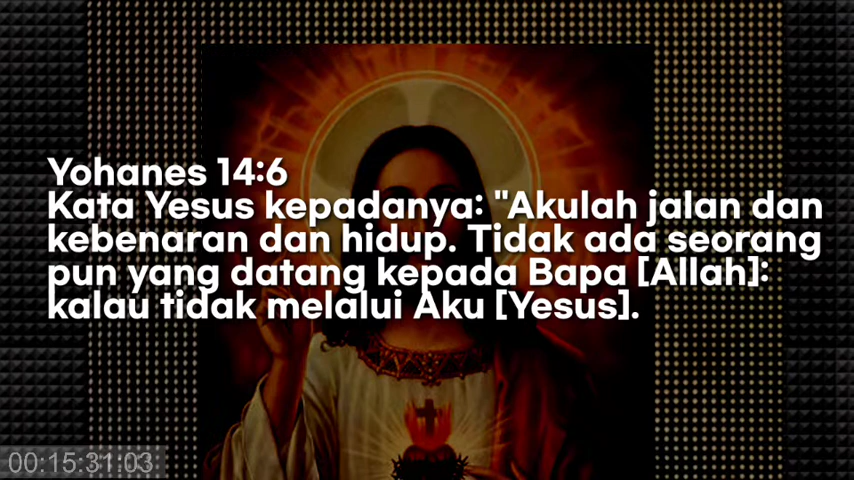 Yohanes 14:6
Kata Yesus kepadanya: "Akulah jalan dan
kebenaran dan hidup. Tidak ada seorang
pun yang datang kepada Bapa [Allah]:
kalau tidak melalui Aku [Yesus].
00:15:31:03